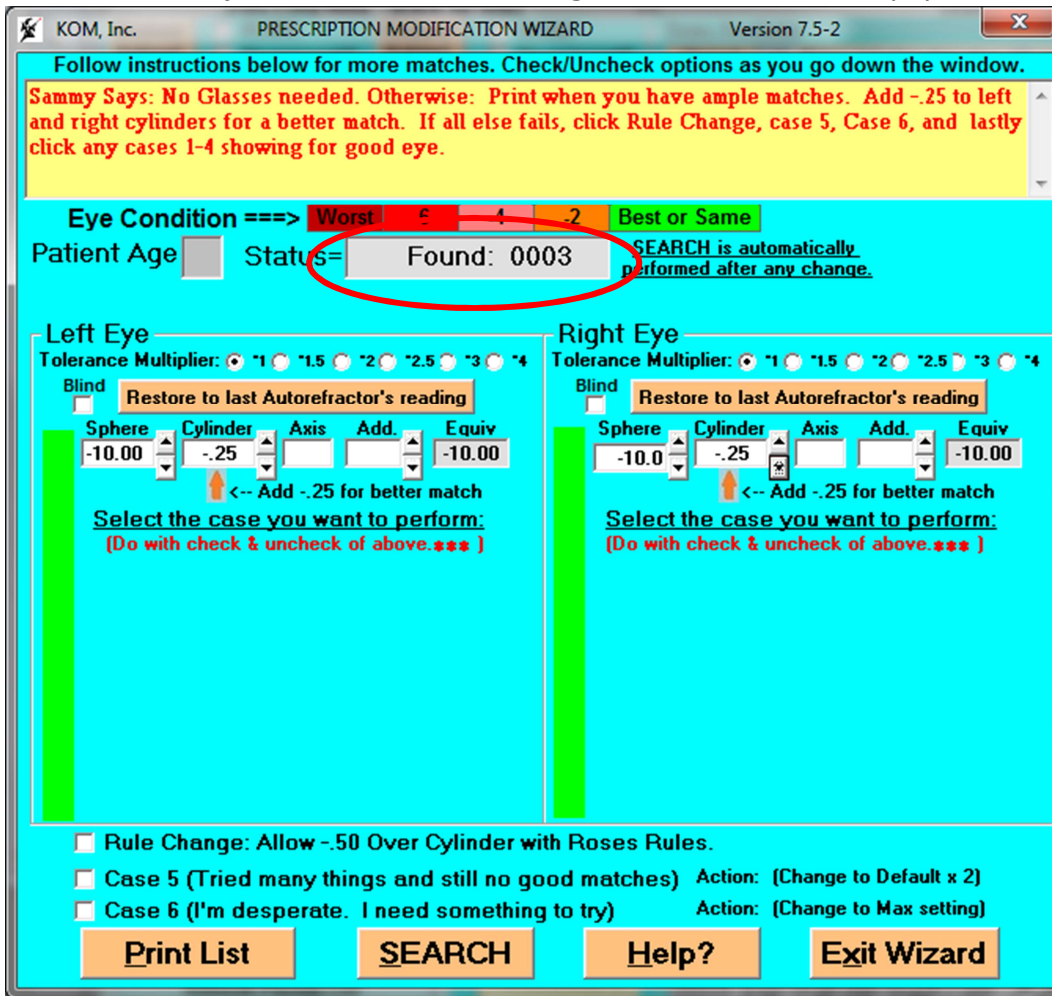 KOM, Inc. PRESCRIPTION MODIFICATION WIZARD Version 7.5-2 X
Follow instructions below for more matches. Check/Uncheck options as you go down the window.
Sammy Says: No Glasses needed. Otherwise: Print when you have ample matches. Add -.25 to left
and right cylinders for a better match. If all else fails, click Rule Change, case 5, Case 6, and lastly
click any cases 1-4 showing for good eye.
Eye Condition ===> Worst -2 Best or Same
Patient Age Status= Found: 0003 SEARCH is automatically
performed after any change.
Left Eye Right Eye
Tolerance Multiplier: *1 *1.5 *2 *2.5 *3 *4 Tolerance Multiplier: *1 *1.5 *2 *2.5 *3 *4
Blind Restore to last Autorefractor's reading Blind Restore to last Autorefractor's reading
Sphere Cylinder Axis Add. Equiv Sphere Cylinder Axis Add. Equiv
-10.00 -.25 -10.00 -10.0 -.25 -10.00
<-- Add -.25 for better match <-- Add -.25 for better match
Select the case you want to perform: Select the case you want to perform:
(Do with check & uncheck of above.*** ) (Do with check & uncheck of above.*** )
Rule Change: Allow -.50 Over Cylinder with Roses Rules.
Case 5 (Tried many things and still no good matches) Action: (Change to Default x 2)
Case 6 (I'm desperate. I need something to try) Action: (Change to Max setting)
Print List SEARCH Help? Exit Wizard